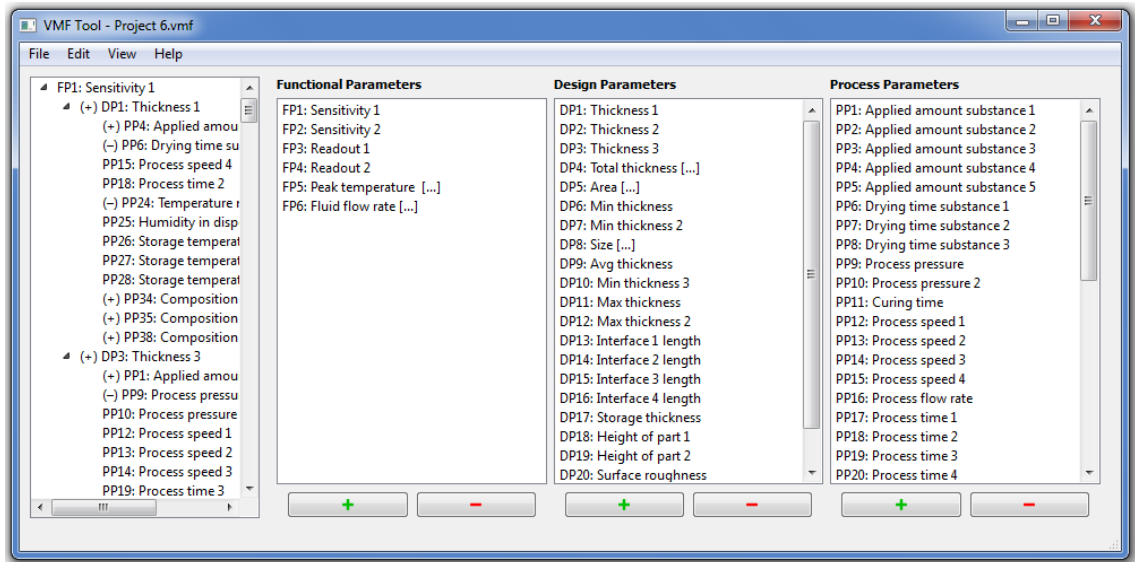 VMF Tool - Project 6.vmf
File Edit View Help
FP1: Sensitivity 1
(+) DP1: Thickness 1
(+) PP4: Applied amou
(–) PP6: Drying time su
PP15: Process speed 4
PP18: Process time 2
(–) PP24: Temperature r
PP25: Humidity in disp
PP26: Storage temperat
PP27: Storage temperat
PP28: Storage temperat
(+) PP34: Composition
(+) PP35: Composition
(+) PP38: Composition
(+) DP3: Thickness 3
(+) PP1: Applied amou
(–) PP9: Process pressu
PP10: Process pressure
PP12: Process speed 1
PP13: Process speed 2
PP14: Process speed 3
PP19: Process time 3
Functional Parameters
FP1: Sensitivity 1
FP2: Sensitivity 2
FP3: Readout 1
FP4: Readout 2
FP5: Peak temperature [...]
FP6: Fluid flow rate [...]
Design Parameters
DP1: Thickness 1
DP2: Thickness 2
DP3: Thickness 3
DP4: Total thickness [...]
DP5: Area [...]
DP6: Min thickness
DP7: Min thickness 2
DP8: Size [...]
DP9: Avg thickness
DP10: Min thickness 3
DP11: Max thickness
DP12: Max thickness 2
DP13: Interface 1 length
DP14: Interface 2 length
DP15: Interface 3 length
DP16: Interface 4 length
DP17: Storage thickness
DP18: Height of part 1
DP19: Height of part 2
DP20: Surface roughness
Process Parameters
PP1: Applied amount substance 1
PP2: Applied amount substance 2
PP3: Applied amount substance 3
PP4: Applied amount substance 4
PP5: Applied amount substance 5
PP6: Drying time substance 1
PP7: Drying time substance 2
PP8: Drying time substance 3
PP9: Process pressure
PP10: Process pressure 2
PP11: Curing time
PP12: Process speed 1
PP13: Process speed 2
PP14: Process speed 3
PP15: Process speed 4
PP16: Process flow rate
PP17: Process time 1
PP18: Process time 2
PP19: Process time 3
PP20: Process time 4